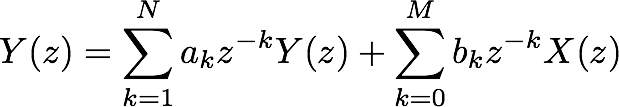 Y(z) = \sum_{k=1}^{N} a_k z^{-k} Y(z) + \sum_{k=0}^{M} b_k z^{-k} X(z)